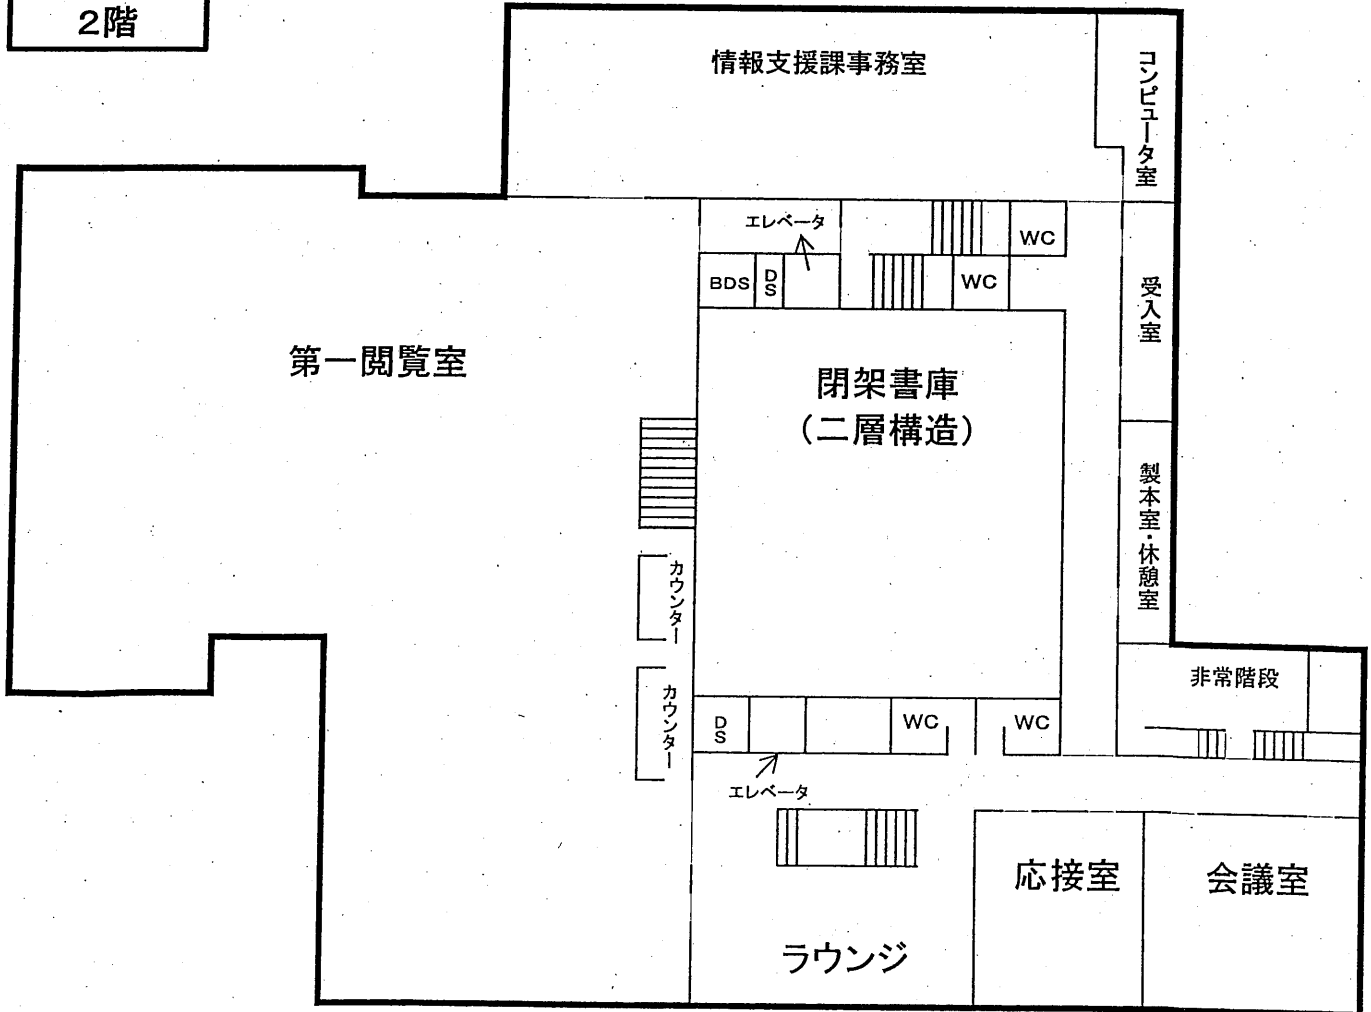 2階
情報支援課事務室
コンピュータ室
エレベータ
WC
BDS
DS
WC
受入室
第一閲覧室
閉架書庫
(二層構造)
製本室・休憩室
カウンター
カウンター
非常階段
DS
WC
WC
エレベータ
応接室
会議室
ラウンジ